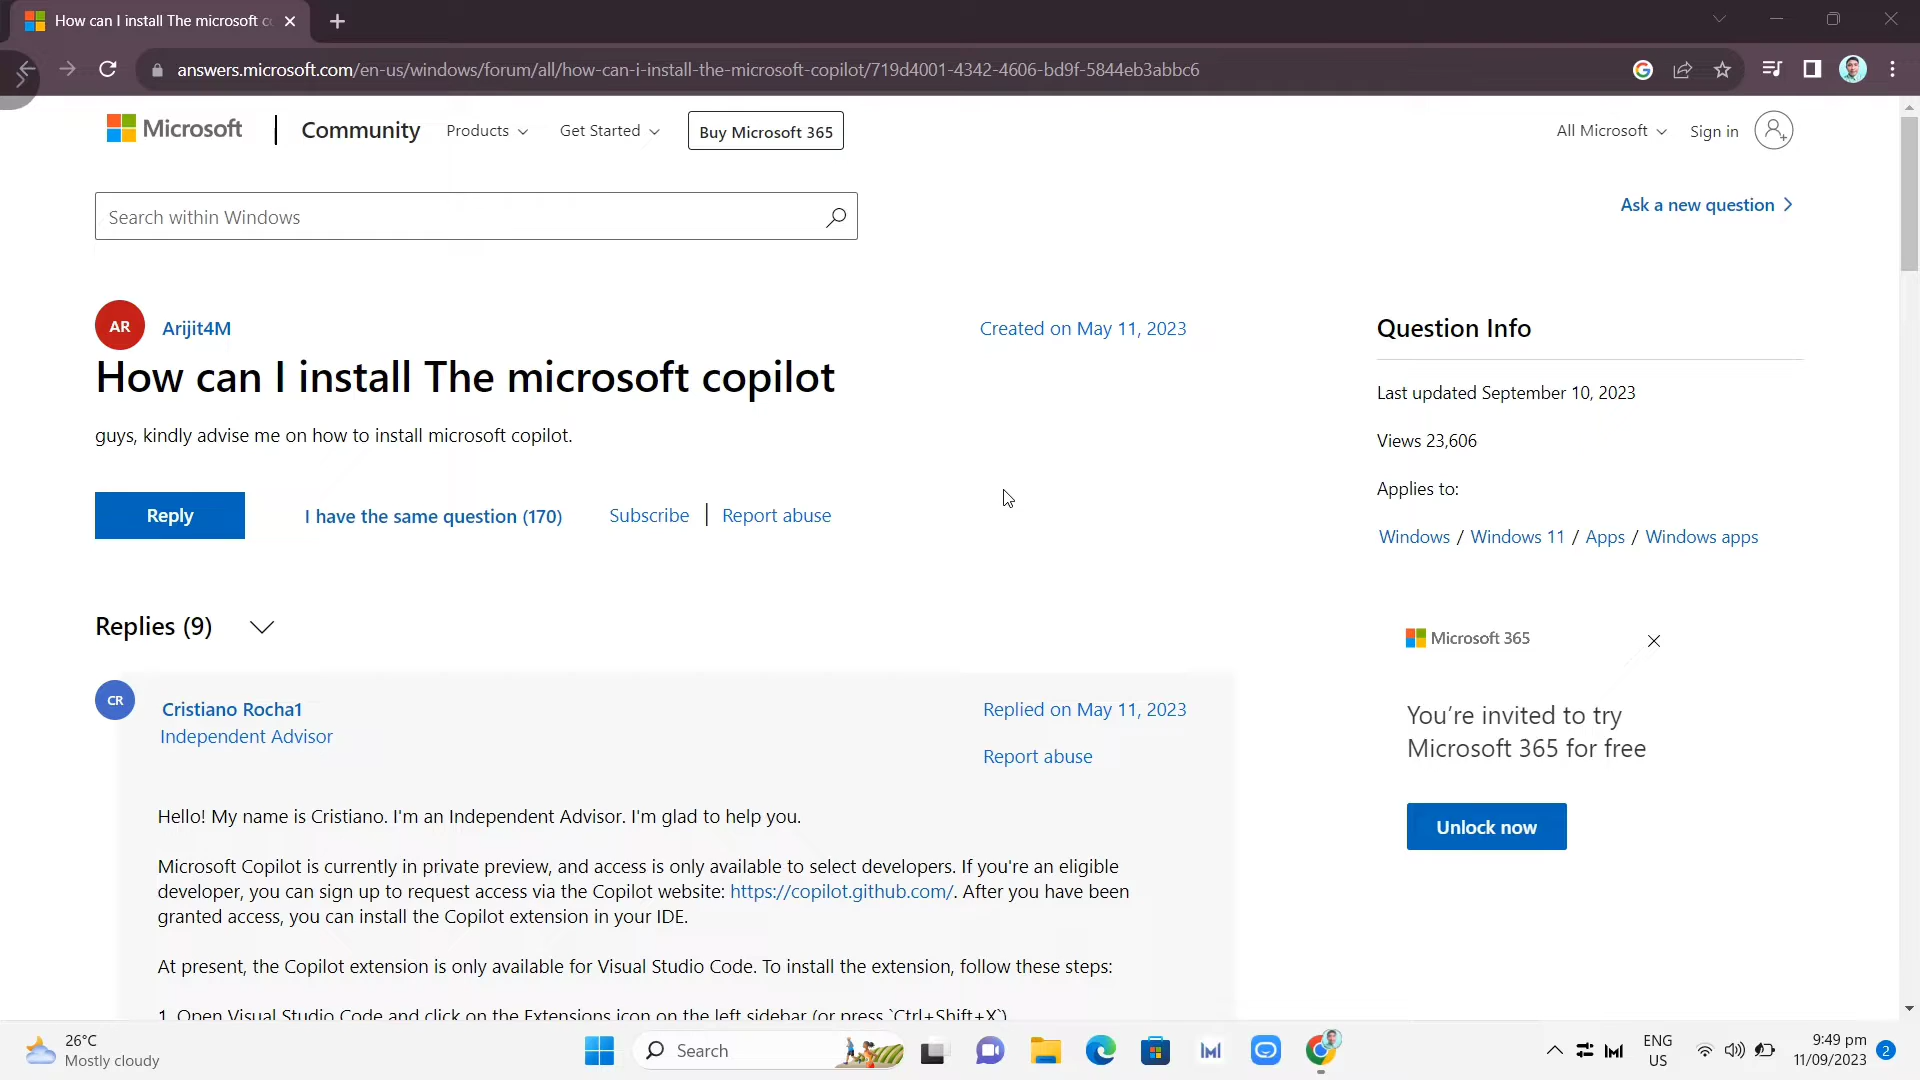 How can I install The microsoft c
answers.microsoft.com/en-us/windows/forum/all/how-can-i-install-the-microsoft-copilot/719d4001-4342-4606-bd9f-5844eb3abbc6
Microsoft
Community
Products
Get Started
Buy Microsoft 365
All Microsoft
Sign in
Search within Windows
Ask a new question
AR
Arijit4M
Created on May 11, 2023
How can I install The microsoft copilot
guys, kindly advise me on how to install microsoft copilot.
Reply
I have the same question (170)
Subscribe
Report abuse
Question Info
Last updated September 10, 2023
Views 23,606
Applies to:
Windows / Windows 11 / Apps / Windows apps
Replies (9)
CR
Cristiano Rocha1
Independent Advisor
Replied on May 11, 2023
Report abuse
Hello! My name is Cristiano. I'm an Independent Advisor. I'm glad to help you.
Microsoft Copilot is currently in private preview, and access is only available to select developers. If you're an eligible
developer, you can sign up to request access via the Copilot website: https://copilot.github.com/. After you have been
granted access, you can install the Copilot extension in your IDE.
At present, the Copilot extension is only available for Visual Studio Code. To install the extension, follow these steps:
1. Open Visual Studio Code and click on the Extensions icon on the left sidebar (or press `Ctrl+Shift+X`)
Microsoft 365
You're invited to try
Microsoft 365 for free
Unlock now
26°C
Mostly cloudy
Search
ENG
US
9:49 pm
11/09/2023
2